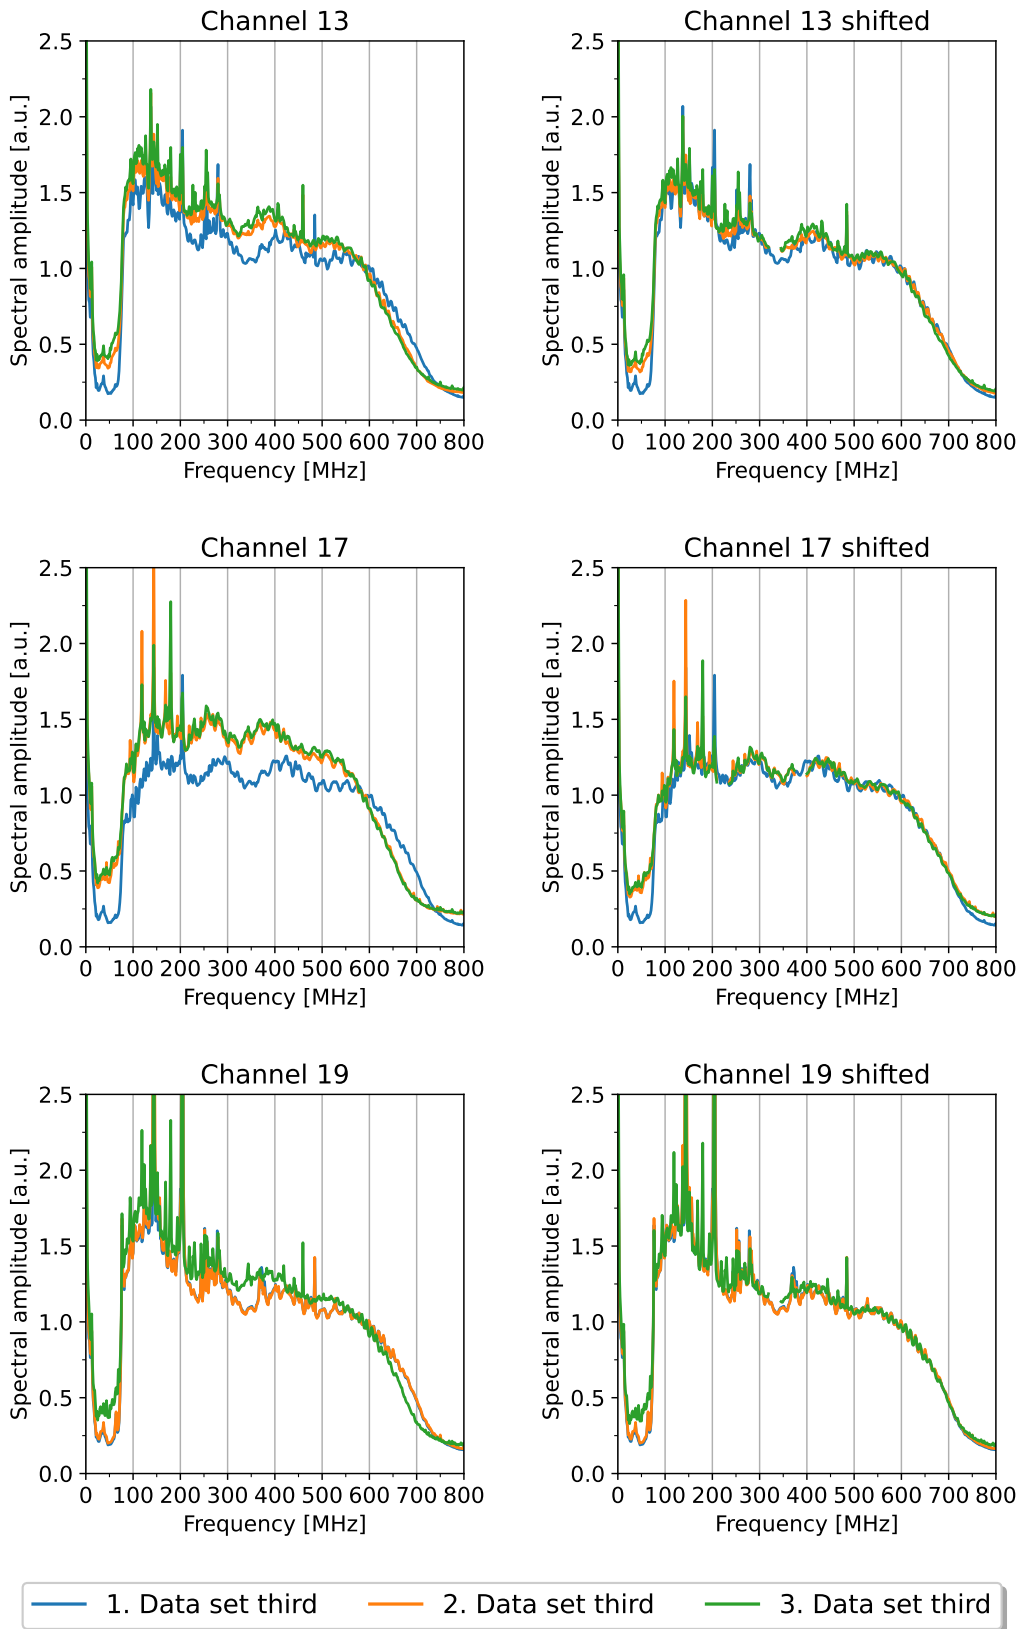 Channel 13
Channel 13 shifted
2.5
2.0
1.5
1.0
0.5
0.0
Spectral amplitude [a.u.]
0 100 200 300 400 500 600 700 800
Frequency [MHz]
2.5
2.0
1.5
1.0
0.5
0.0
Spectral amplitude [a.u.]
0 100 200 300 400 500 600 700 800
Frequency [MHz]
Channel 17
Channel 17 shifted
2.5
2.0
1.5
1.0
0.5
0.0
Spectral amplitude [a.u.]
0 100 200 300 400 500 600 700 800
Frequency [MHz]
2.5
2.0
1.5
1.0
0.5
0.0
Spectral amplitude [a.u.]
0 100 200 300 400 500 600 700 800
Frequency [MHz]
Channel 19
Channel 19 shifted
2.5
2.0
1.5
1.0
0.5
0.0
Spectral amplitude [a.u.]
0 100 200 300 400 500 600 700 800
Frequency [MHz]
2.5
2.0
1.5
1.0
0.5
0.0
Spectral amplitude [a.u.]
0 100 200 300 400 500 600 700 800
Frequency [MHz]
1. Data set third
2. Data set third
3. Data set third